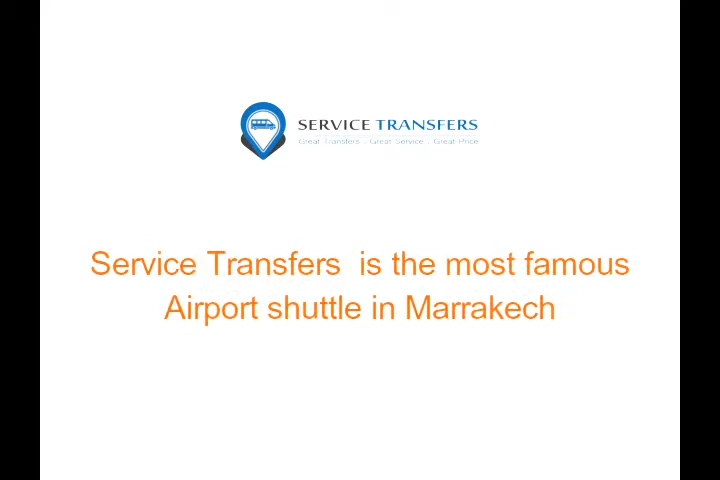 SERVICE TRANSFERS
Great Transfers . Great Service . Great Price
Service Transfers  is the most famous
Airport shuttle in Marrakech